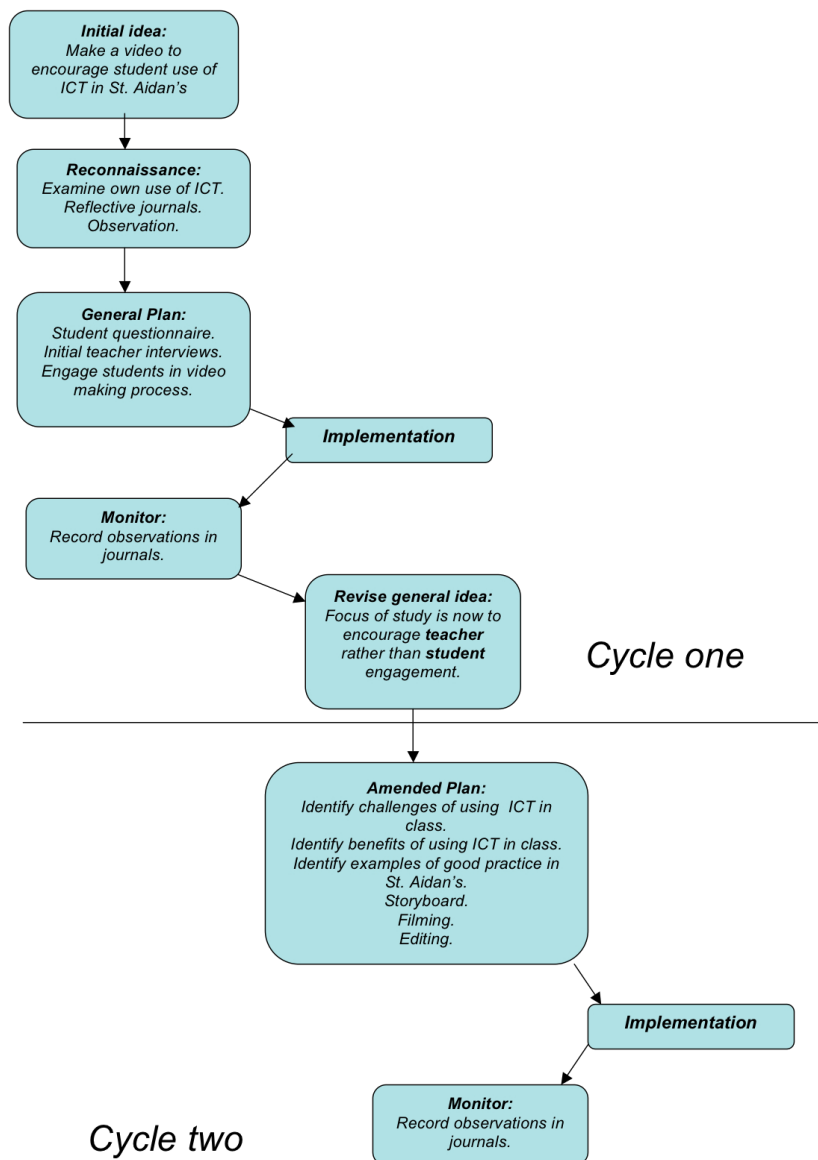 Initial idea:
Make a video to
encourage student use of
ICT in St. Aidan's
Reconnaissance:
Examine own use of ICT.
Reflective journals.
Observation.
General Plan:
Student questionnaire.
Initial teacher interviews.
Engage students in video
making process.
Implementation
Monitor:
Record observations in
journals.
Revise general idea:
Focus of study is now to
encourage teacher
rather than student
engagement.
Cycle one
Amended Plan:
Identify challenges of using  ICT in
class.
Identify benefits of using ICT in class.
Identify examples of good practice in
St. Aidan's.
Storyboard.
Filming.
Editing.
Implementation
Monitor:
Record observations in
journals.
Cycle two